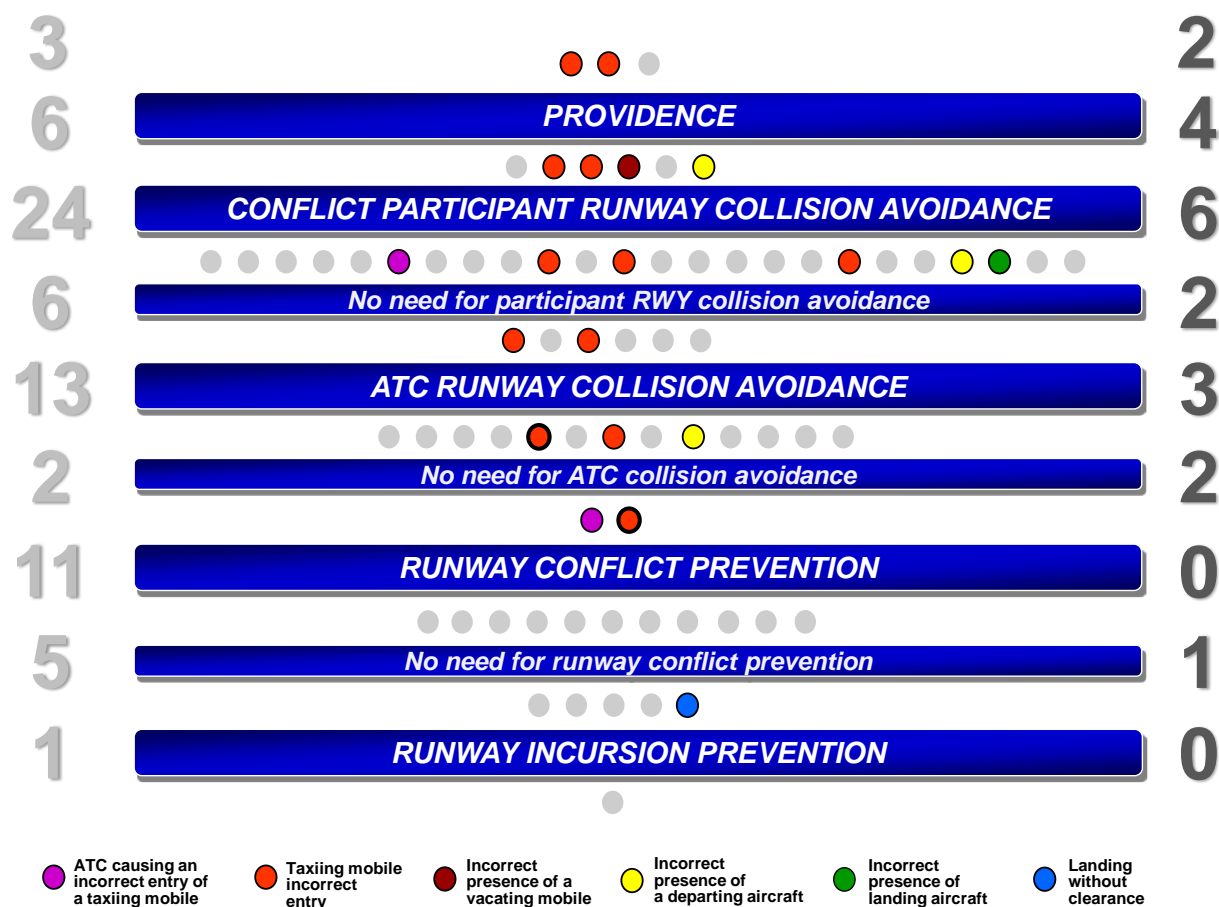 3 2
6 PROVIDENCE 4
24 CONFLICT PARTICIPANT RUNWAY COLLISION AVOIDANCE 6
6 No need for participant RWY collision avoidance 2
13 ATC RUNWAY COLLISION AVOIDANCE 3
2 No need for ATC collision avoidance 2
11 RUNWAY CONFLICT PREVENTION 0
5 No need for runway conflict prevention 1
1 RUNWAY INCURSION PREVENTION 0
ATC causing an
incorrect entry of
a taxiing mobile
Taxiing mobile
incorrect
entry
Incorrect
presence of a
vacating mobile
Incorrect
presence of
a departing aircraft
Incorrect
presence of
landing aircraft
Landing
without
clearance